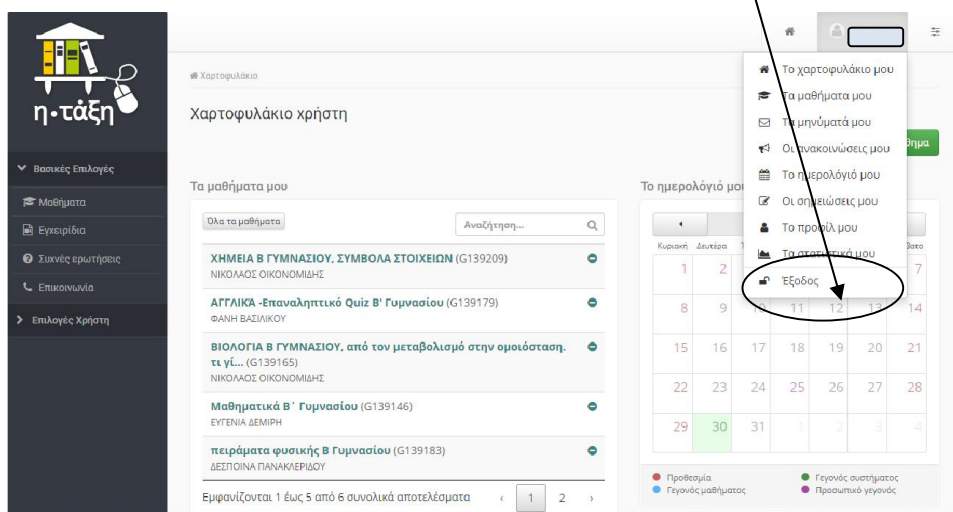 η·τάξη
Βασικές Επιλογές
Μαθήματα
Εγχειρίδια
Συχνές ερωτήσεις
Επικοινωνία
Επιλογές Χρήστη
Χαρτοφυλάκιο
Χαρτοφυλάκιο χρήστη
Το χαρτοφυλάκιο μου
Τα μαθήματα μου
Τα μηνύματά μου
Οι ανακοινώσεις μου
Το ημερολόγιό μου
Οι σημειώσεις μου
Το προφίλ μου
Τα στατιστικά μου
Έξοδος
Τα μαθήματα μου
Όλα τα μαθήματα
Αναζήτηση...
ΧΗΜΕΙΑ Β ΓΥΜΝΑΣΙΟΥ, ΣΥΜΒΟΛΑ ΣΤΟΙΧΕΙΩΝ (G139209)
ΝΙΚΟΛΑΟΣ ΟΙΚΟΝΟΜΙΔΗΣ
ΑΓΓΛΙΚΆ -Επαναληπτικό Quiz Β' Γυμνασίου (G139179)
ΦΑΝΗ ΒΑΣΙΛΙΚΟΥ
ΒΙΟΛΟΓΙΑ Β ΓΥΜΝΑΣΙΟΥ, από τον μεταβολισμό στην ομοιόσταση.
τι γί... (G139165)
ΝΙΚΟΛΑΟΣ ΟΙΚΟΝΟΜΙΔΗΣ
Μαθηματικά Β΄ Γυμνασίου (G139146)
ΕΥΓΕΝΙΑ ΔΕΜΙΡΗ
πειράματα φυσικής Β Γυμνασίου (G139183)
ΔΕΣΠΟΙΝΑ ΠΑΝΑΚΛΕΡΙΔΟΥ
Εμφανίζονται 1 έως 5 από 6 συνολικά αποτελέσματα ‹ 1 2 ›
Το ημερολόγιό μου
Κυριακή Δευτέρα
1 2 7
8 9 10 11 12 13 14
15 16 17 18 19 20 21
22 23 24 25 26 27 28
29 30 31 1 2 3 4
Προθεσμία
Γεγονός συστήματος
Γεγονός μαθήματος
Προσωπικό γεγονός